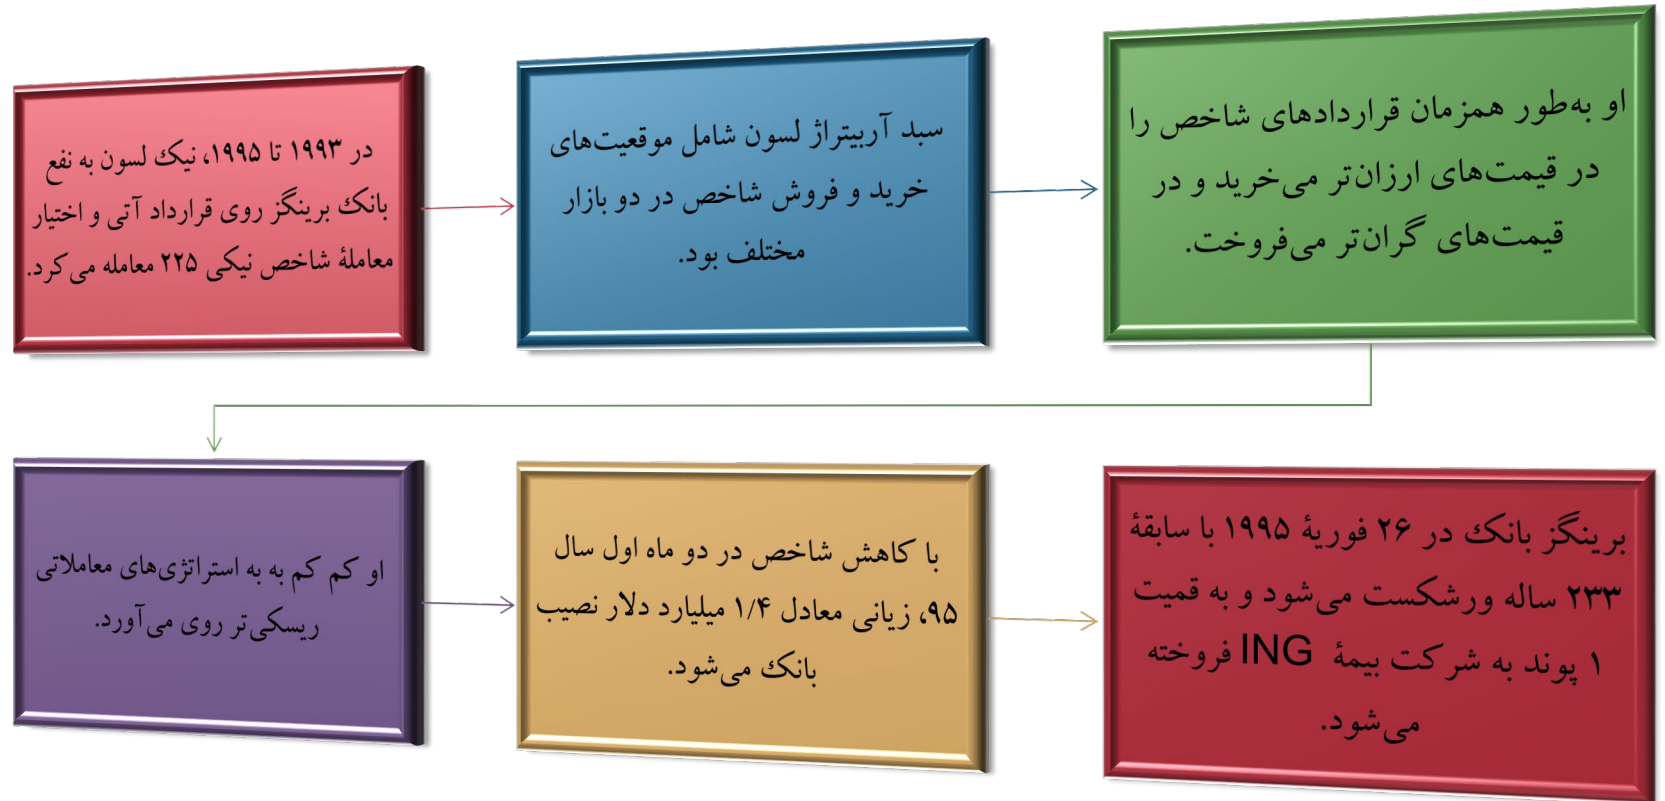 در ۱۹۹۳ تا ۱۹۹۵، نیک لسون به نفع
بانک برینگز روی قرارداد آتی و اختیار
معاملهٔ شاخص نیکی ۲۲۵ معامله می‌کرد.
سبد آربیتراژ لسون شامل موقعیت‌های
خرید و فروش شاخص در دو بازار
مختلف بود.
او به‌طور همزمان قراردادهای شاخص را
در قیمت‌های ارزان‌تر می‌خرید و در
قیمت‌های گران‌تر می‌فروخت.
او کم کم به به استراتژی‌های معاملاتی
ریسکی‌تر روی می‌آورد.
با کاهش شاخص در دو ماه اول سال
۹۵، زیانی معادل ۱/۴ میلیارد دلار نصیب
بانک می‌شود.
برینگز بانک در ۲۶ فوریهٔ ۱۹۹۵ با سابقهٔ
۲۳۳ ساله ورشکست می‌شود و به قمیت
۱ پوند به شرکت بیمهٔ ING فروخته
می‌شود.